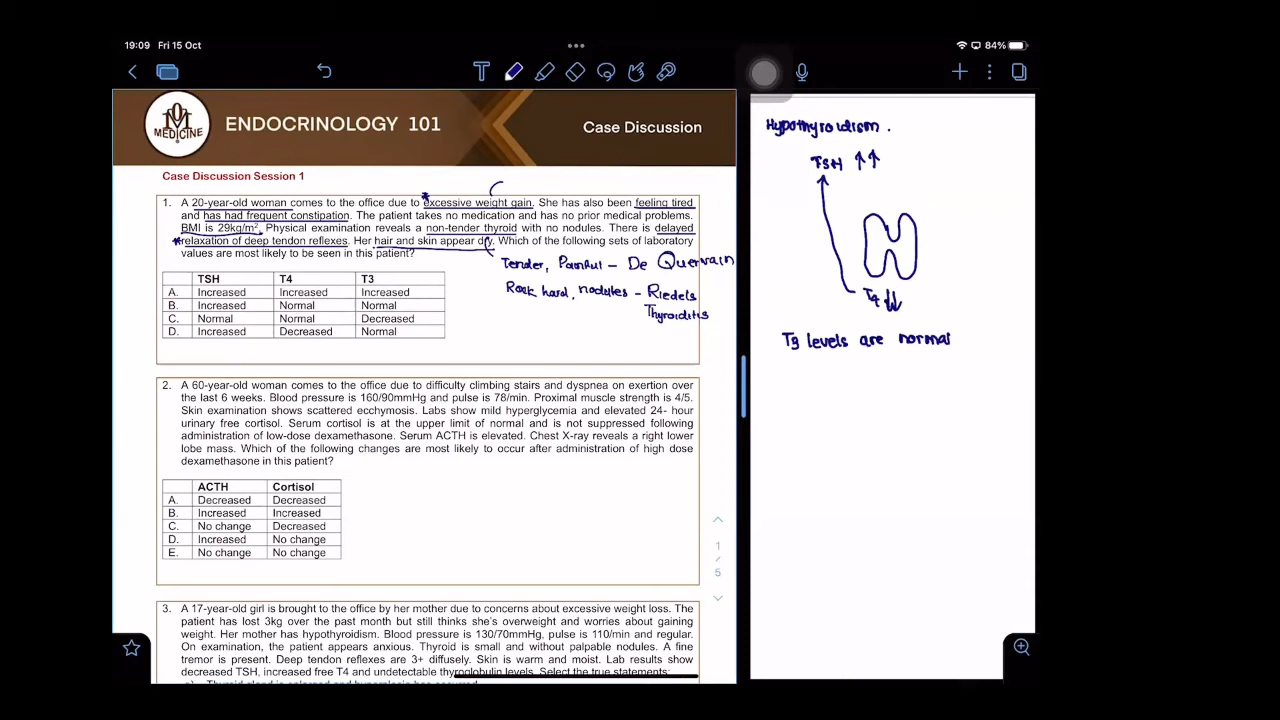 19:09 Fri 15 Oct
84%
MEDICINE
ENDOCRINOLOGY 101
Case Discussion
Case Discussion Session 1
1. A 20-year-old woman comes to the office due to excessive weight gain. She has also been feeling tired
and has had frequent constipation. The patient takes no medication and has no prior medical problems.
BMI is 29kg/m². Physical examination reveals a non-tender thyroid with no nodules. There is delayed
relaxation of deep tendon reflexes. Her hair and skin appear dry. Which of the following sets of laboratory
values are most likely to be seen in this patient?
Tender, Painful - De Quervain
Rock hard, nodules - Riedels
Thyroiditis
TSH T4 T3
A. Increased Increased Increased
B. Increased Normal Normal
C. Normal Normal Decreased
D. Increased Decreased Normal
2. A 60-year-old woman comes to the office due to difficulty climbing stairs and dyspnea on exertion over
the last 6 weeks. Blood pressure is 160/90mmHg and pulse is 78/min. Proximal muscle strength is 4/5.
Skin examination shows scattered ecchymosis. Labs show mild hyperglycemia and elevated 24- hour
urinary free cortisol. Serum cortisol is at the upper limit of normal and is not suppressed following
administration of low-dose dexamethasone. Serum ACTH is elevated. Chest X-ray reveals a right lower
lobe mass. Which of the following changes are most likely to occur after administration of high dose
dexamethasone in this patient?
ACTH Cortisol
A. Decreased Decreased
B. Increased Increased
C. No change Decreased
D. Increased No change
E. No change No change
1
/
5
3. A 17-year-old girl is brought to the office by her mother due to concerns about excessive weight loss. The
patient has lost 3kg over the past month but still thinks she's overweight and worries about gaining
weight. Her mother has hypothyroidism. Blood pressure is 130/70mmHg, pulse is 110/min and regular.
On examination, the patient appears anxious. Thyroid is small and without palpable nodules. A fine
tremor is present. Deep tendon reflexes are 3+ diffusely. Skin is warm and moist. Lab results show
decreased TSH, increased free T4 and undetectable thyroglobulin levels. Select the true statements:
Hypothyroidism.
TSH ↑↑
T4 ↓↓
T3 levels are normal